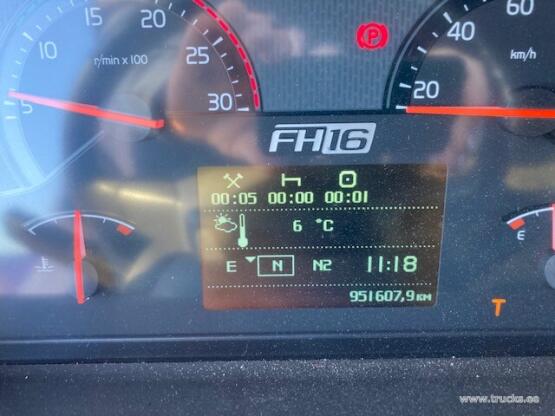 5 10 15 20 25 30
r/min x 100
20 40 60
km/h
P
FH16
00:05 00:00 00:01
6 °C
E N N2 11:18
951607,9 KM
E
T
www.trucks.ee